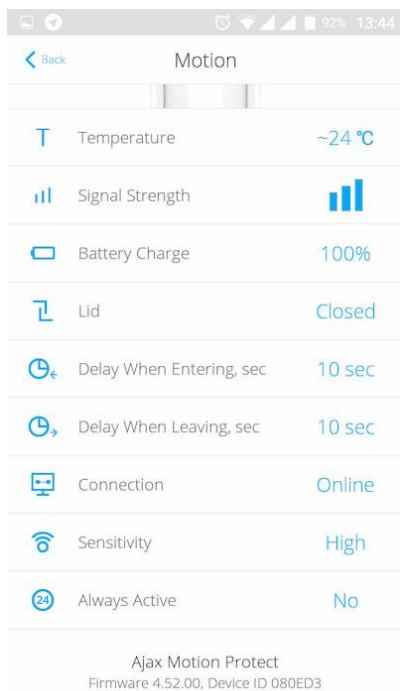 92% 13:44
Back Motion
T Temperature ~24 °C
Signal Strength
Battery Charge 100%
Lid Closed
Delay When Entering, sec 10 sec
Delay When Leaving, sec 10 sec
Connection Online
Sensitivity High
24 Always Active No
Ajax Motion Protect
Firmware 4.52.00, Device ID 080ED3